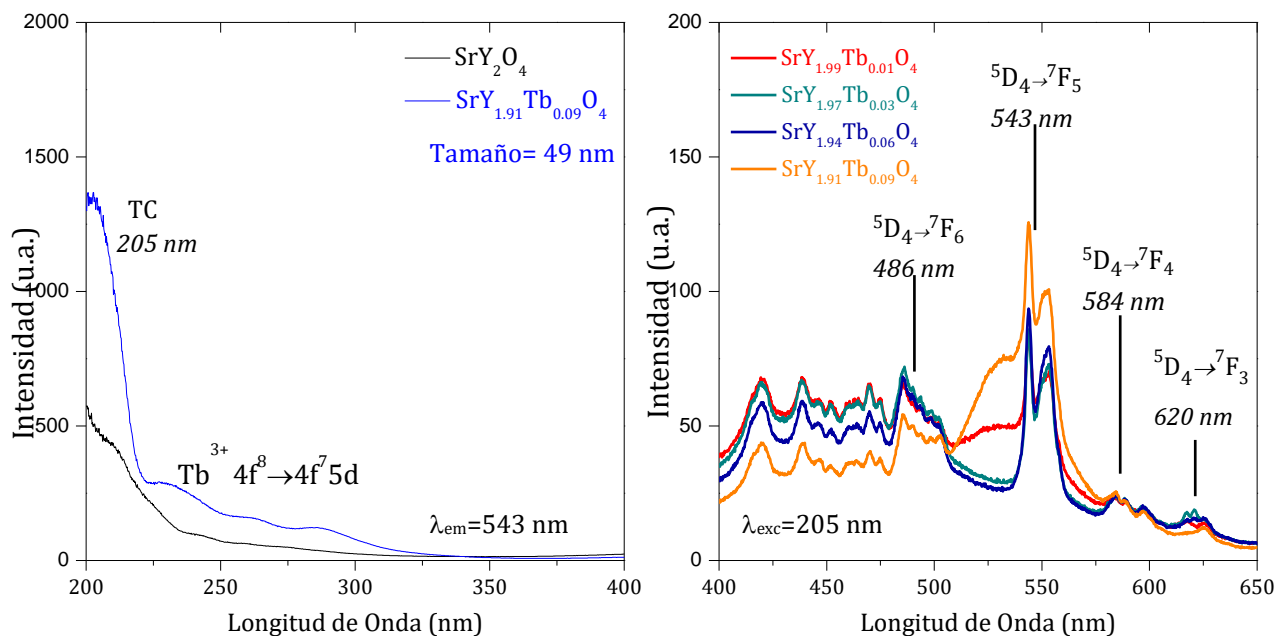 2000
1500
1000
500
0
Intensidad (u.a.)
SrY₂O₄
SrY₁.₉₁Tb₀.₀₉O₄
Tamaño= 49 nm
TC
205 nm
Tb³⁺ 4f⁸→4f⁷5d
λem=543 nm
200 250 300 350 400
Longitud de Onda (nm)
200
150
100
50
0
Intensidad (u.a.)
SrY₁.₉₉Tb₀.₀₁O₄
SrY₁.₉₇Tb₀.₀₃O₄
SrY₁.₉₄Tb₀.₀₆O₄
SrY₁.₉₁Tb₀.₀₉O₄
⁵D₄→⁷F₅
543 nm
⁵D₄→⁷F₆
486 nm
⁵D₄→⁷F₄
584 nm
⁵D₄→⁷F₃
620 nm
λexc=205 nm
400 450 500 550 600 650
Longitud de Onda (nm)